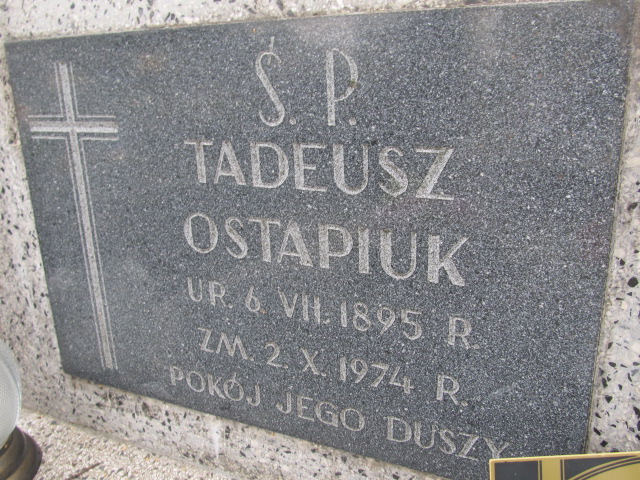 Ś. P.
TADEUSZ
OSTAPIUK
UR. 6. VII. 1895 R.
ZM. 2. X. 1974 R.
POKÓJ JEGO DUSZY